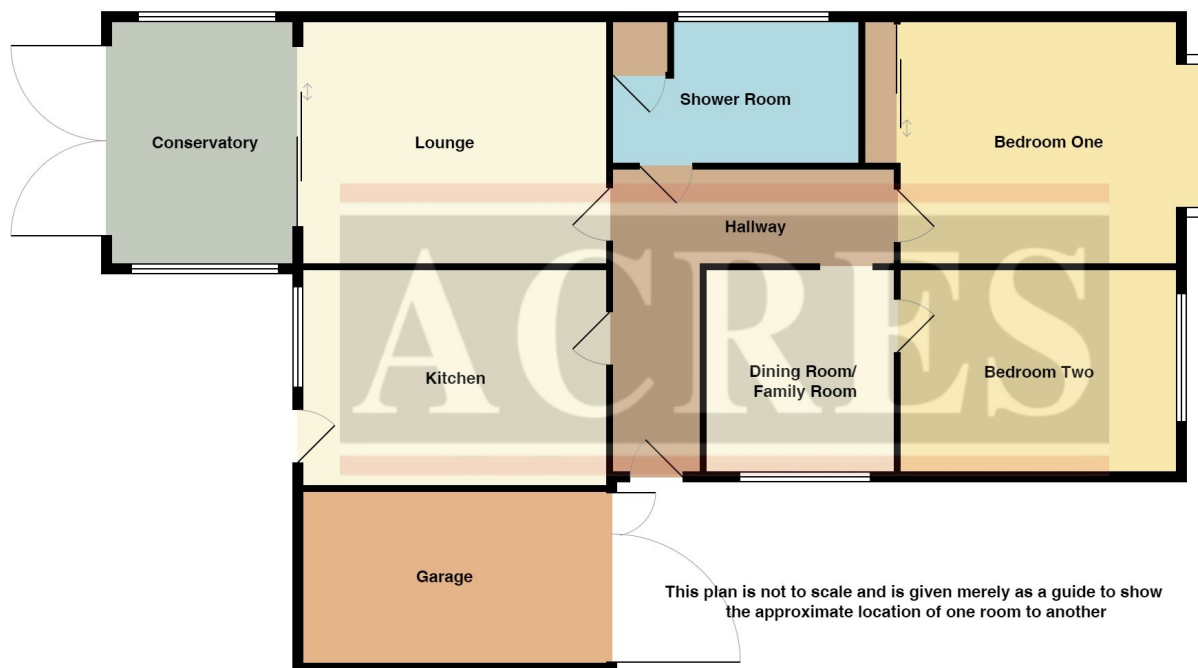 Conservatory
Lounge
Shower Room
Bedroom One
Hallway
ACRES
Kitchen
Dining Room/
Family Room
Bedroom Two
Garage
This plan is not to scale and is given merely as a guide to show
the approximate location of one room to another